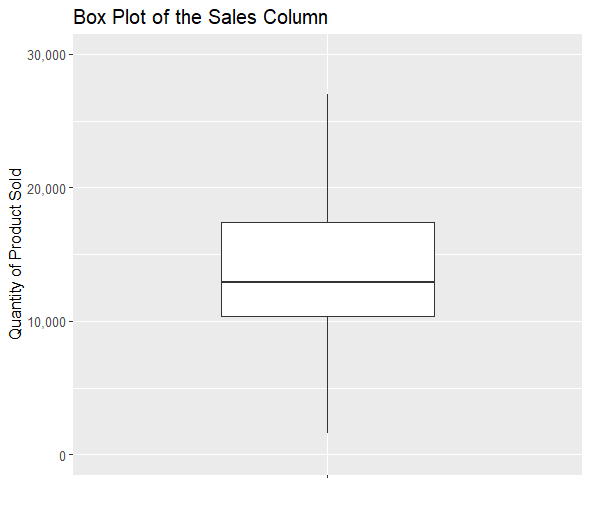 Box Plot of the Sales Column
30,000
20,000
10,000
0
Quantity of Product Sold